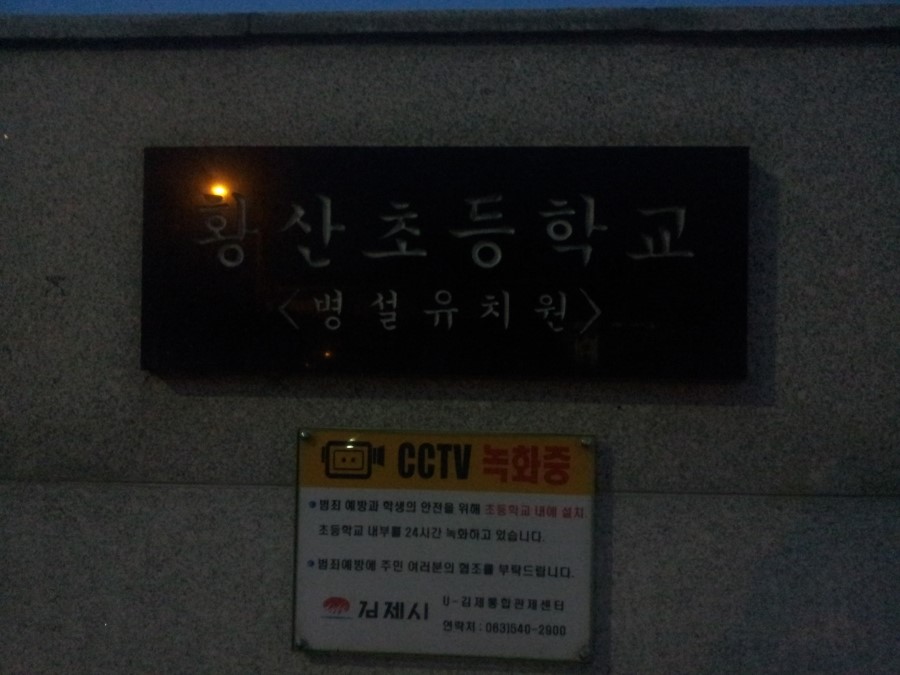 황산초등학교
<병설유치원>
CCTV 녹화중
범죄 예방과 학생의 안전을 위해 초등학교 내에 설치
초등학교 내부를 24시간 녹화하고 있습니다.
범죄예방에 주민 여러분의 협조를 부탁드립니다.
김제시
U-김제통합관제센터
연락처 : 063)540-2900